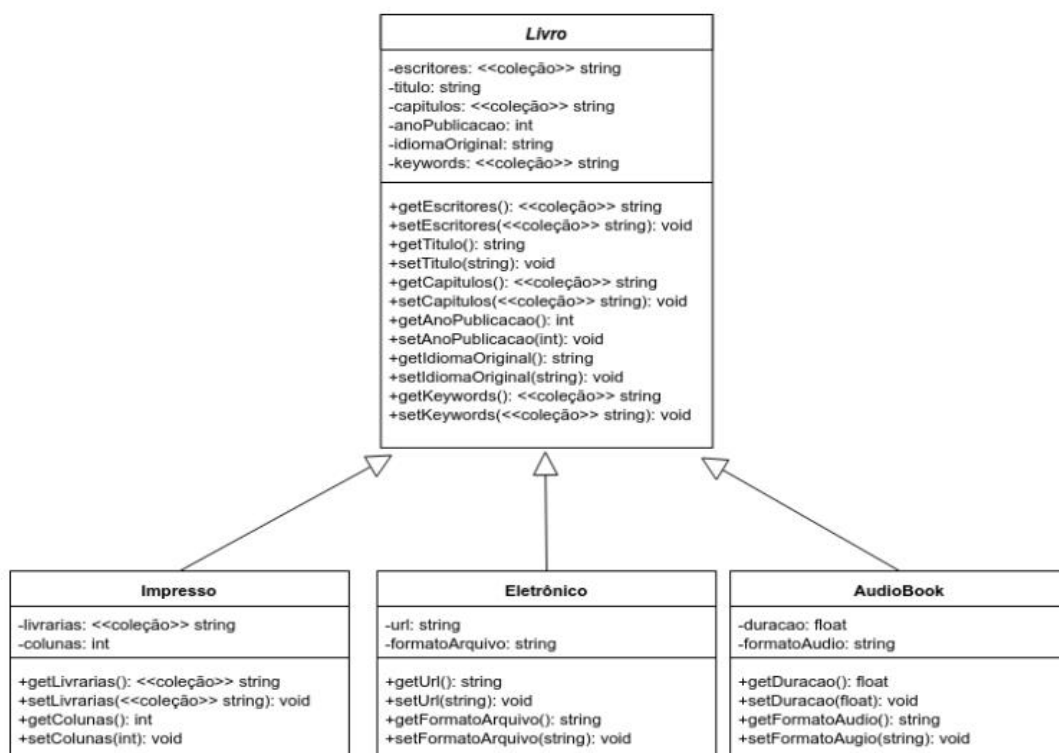 Livro
-escritores: <<coleção>> string
-titulo: string
-capitulos: <<coleção>> string
-anoPublicacao: int
-idiomaOriginal: string
-keywords: <<coleção>> string
+getEscritores(): <<coleção>> string
+setEscritores(<<coleção>> string): void
+getTitulo(): string
+setTitulo(string): void
+getCapitulos(): <<coleção>> string
+setCapitulos(<<coleção>> string): void
+getAnoPublicacao(): int
+setAnoPublicacao(int): void
+getIdiomaOriginal(): string
+setIdiomaOriginal(string): void
+getKeywords(): <<coleção>> string
+setKeywords(<<coleção>> string): void
Impresso
-livrarias: <<coleção>> string
-colunas: int
+getLivrarias(): <<coleção>> string
+setLivrarias(<<coleção>> string): void
+getColunas(): int
+setColunas(int): void
Eletrônico
-url: string
-formatoArquivo: string
+getUrl(): string
+setUrl(string): void
+getFormatoArquivo(): string
+setFormatoArquivo(string): void
AudioBook
-duracao: float
-formatoAudio: string
+getDuracao(): float
+setDuracao(float): void
+getFormatoAudio(): string
+setFormatoAugio(string): void